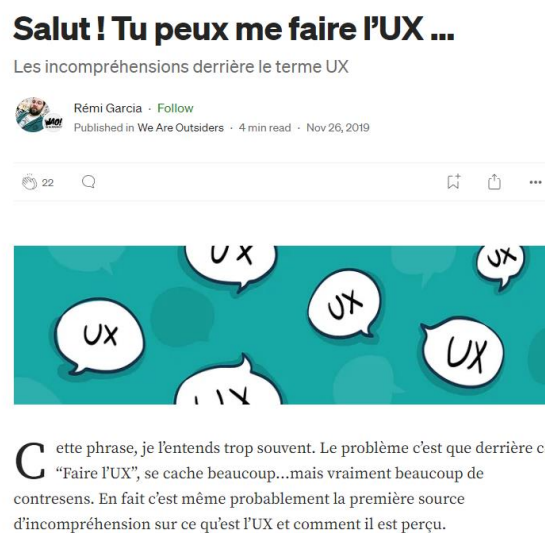 Salut ! Tu peux me faire l’UX ...
Les incompréhensions derrière le terme UX
Rémi Garcia · Follow
WAO!
Published in We Are Outsiders · 4 min read · Nov 26, 2019
22
UX
UX
UX
UX
UX
UX
Cette phrase, je l’entends trop souvent. Le problème c’est que derrière c
“Faire l’UX”, se cache beaucoup…mais vraiment beaucoup de
contresens. En fait c’est même probablement la première source
d’incompréhension sur ce qu’est l’UX et comment il est perçu.